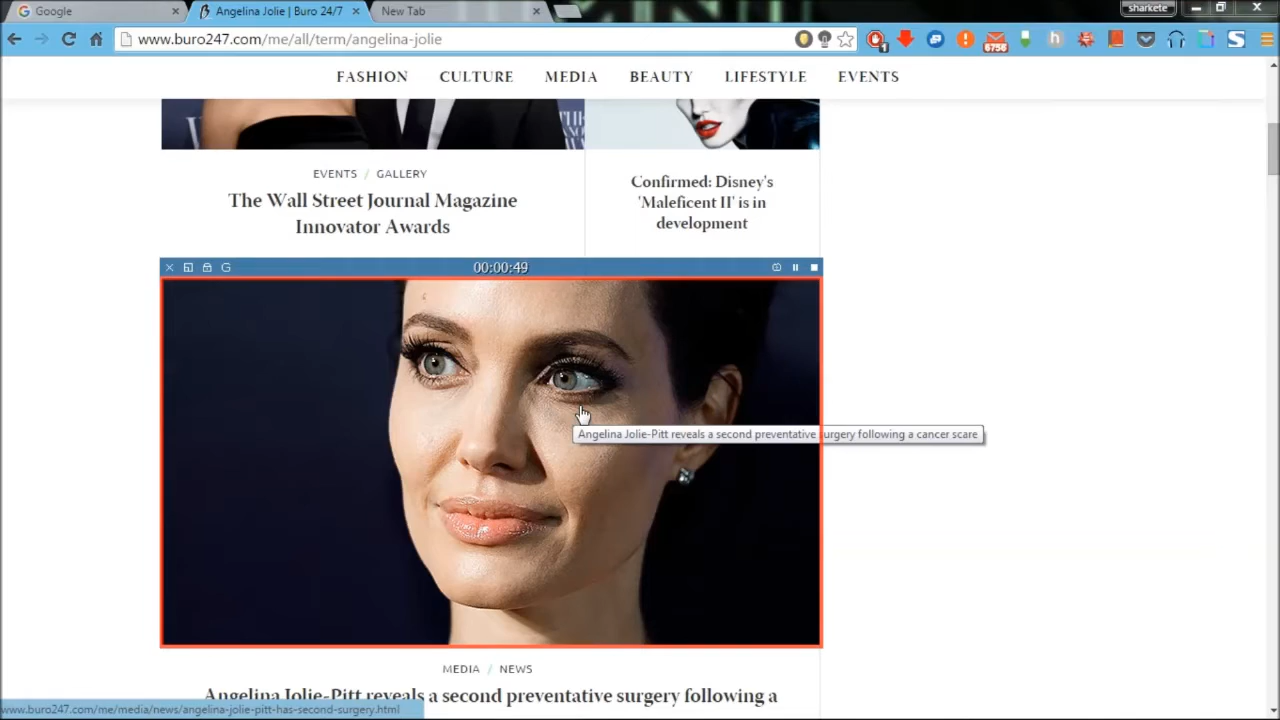 Google
Angelina Jolie | Buro 24/7
New Tab
sharkete
www.buro247.com/me/all/term/angelina-jolie
1
6756
h
S
FASHION CULTURE MEDIA BEAUTY LIFESTYLE EVENTS
EVENTS / GALLERY
The Wall Street Journal Magazine
Innovator Awards
Confirmed: Disney's
'Maleficent II' is in
development
G
00:00:49
Angelina Jolie-Pitt reveals a second preventative surgery following a cancer scare
MEDIA / NEWS
Angelina Jolie-Pitt reveals a second preventative surgery following a
www.buro247.com/me/media/news/angelina-jolie-pitt-has-second-surgery.html